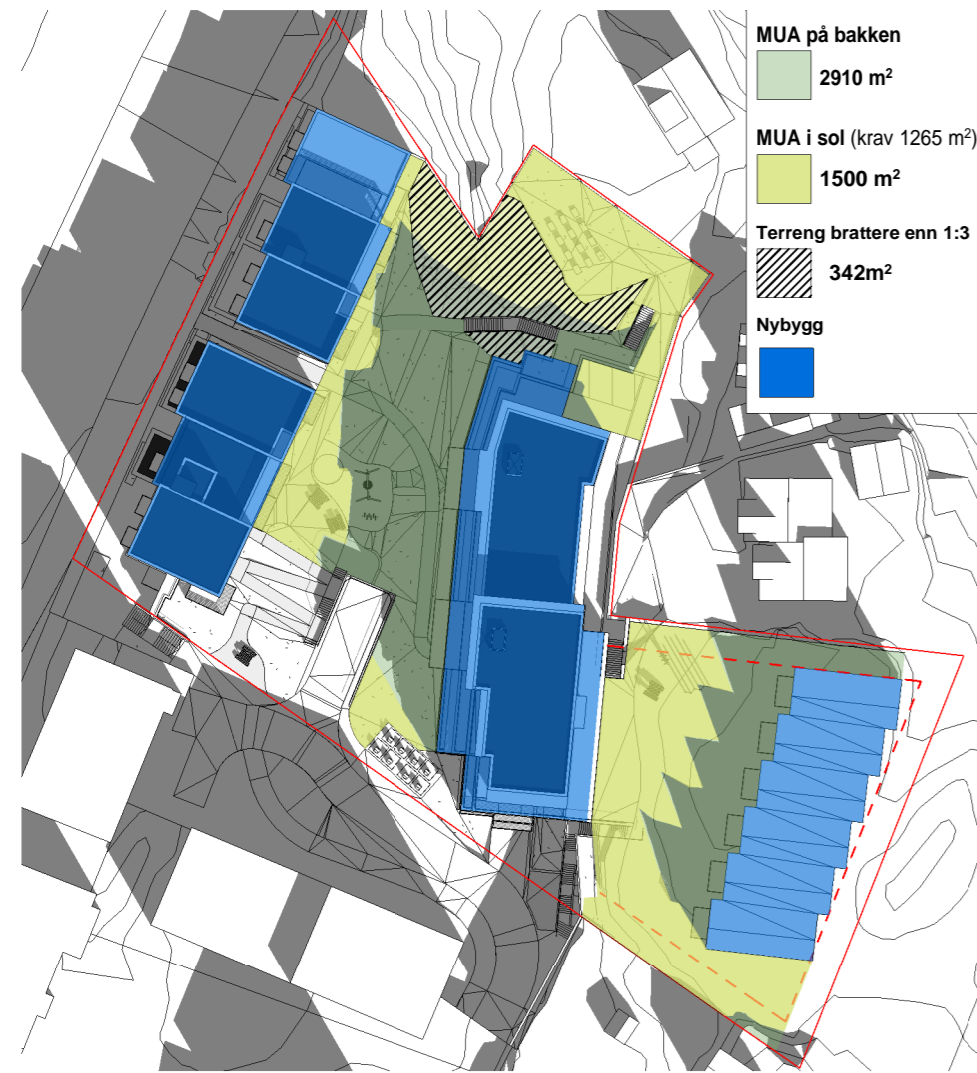 MUA på bakken
2910 m²
MUA i sol (krav 1265 m²)
1500 m²
Terreng brattere enn 1:3
342m²
Nybygg